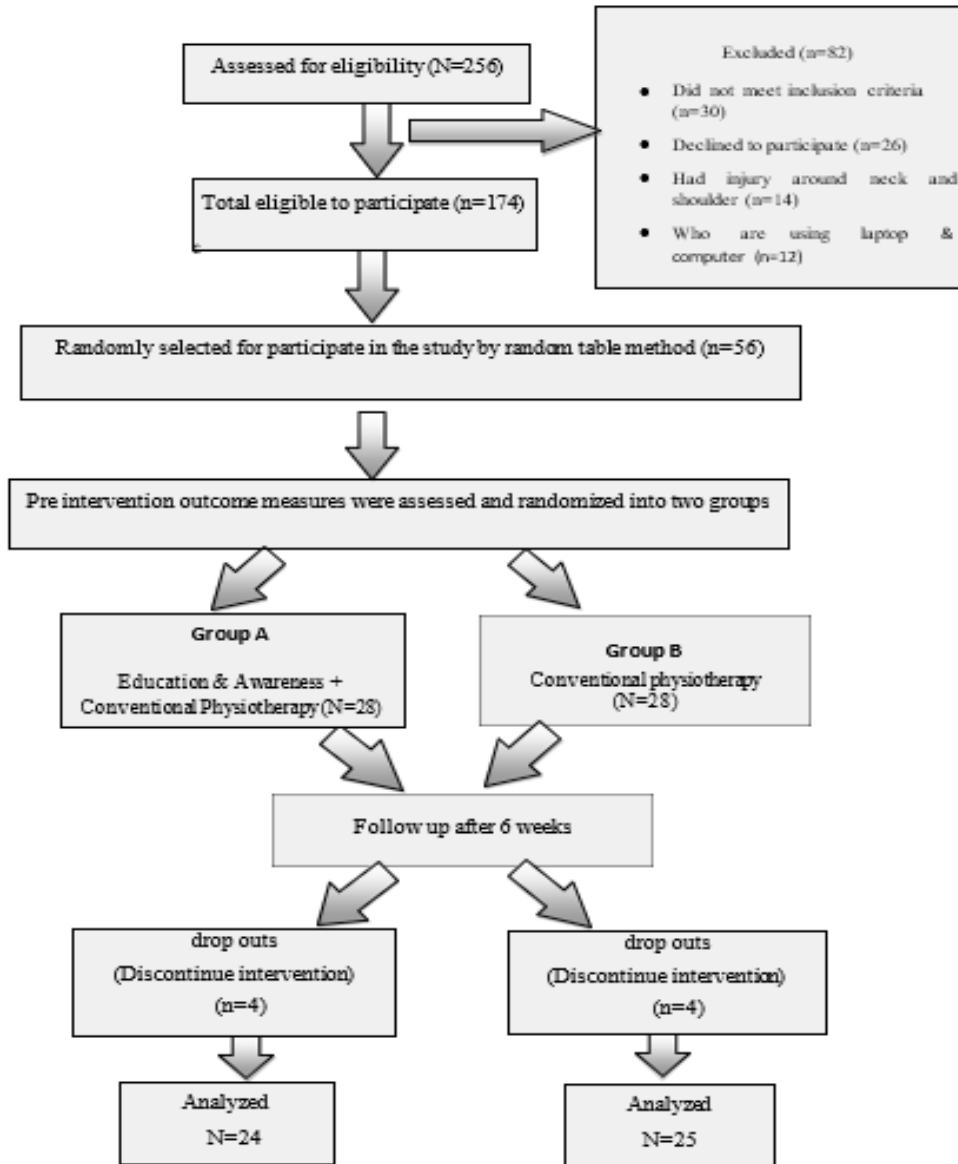 Assessed for eligibility (N=256)
Excluded (n=82)
● Did not meet inclusion criteria
(n=30)
● Declined to participate (n=26)
● Had injury around neck and
shoulder (n=14)
● Who are using laptop &
computer (n=12)
Total eligible to participate (n=174)
Randomly selected for participate in the study by random table method (n=56)
Pre intervention outcome measures were assessed and randomized into two groups
Group A
Education & Awareness +
Conventional Physiotherapy (N=28)
Group B
Conventional physiotherapy
(N=28)
Follow up after 6 weeks
drop outs
(Discontinue intervention)
(n=4)
drop outs
(Discontinue intervention)
(n=4)
Analyzed
N=24
Analyzed
N=25